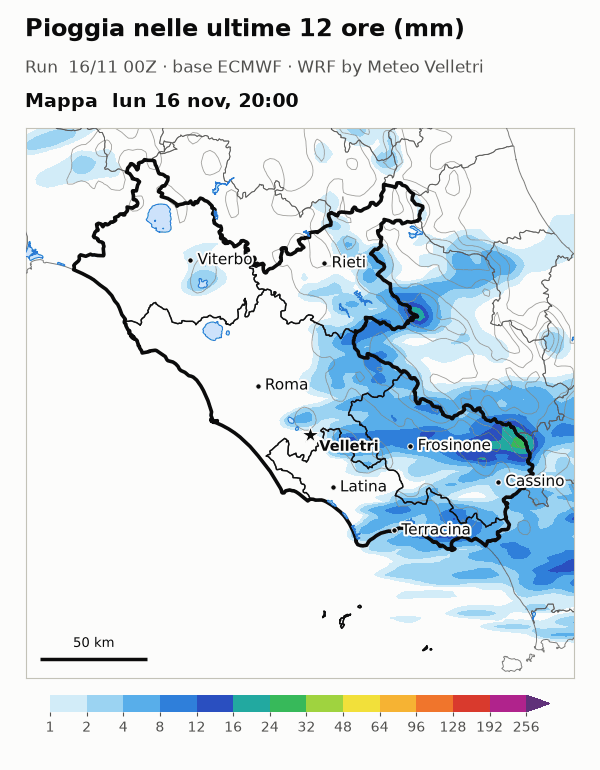 Pioggia nelle ultime 12 ore (mm)
Run 16/11 00Z · base ECMWF · WRF by Meteo Velletri
Mappa lun 16 nov, 20:00
Viterbo
Rieti
Roma
Velletri
Frosinone
Cassino
Latina
Terracina
50 km
1 2 4 8 12 16 24 32 48 64 96 128 192 256